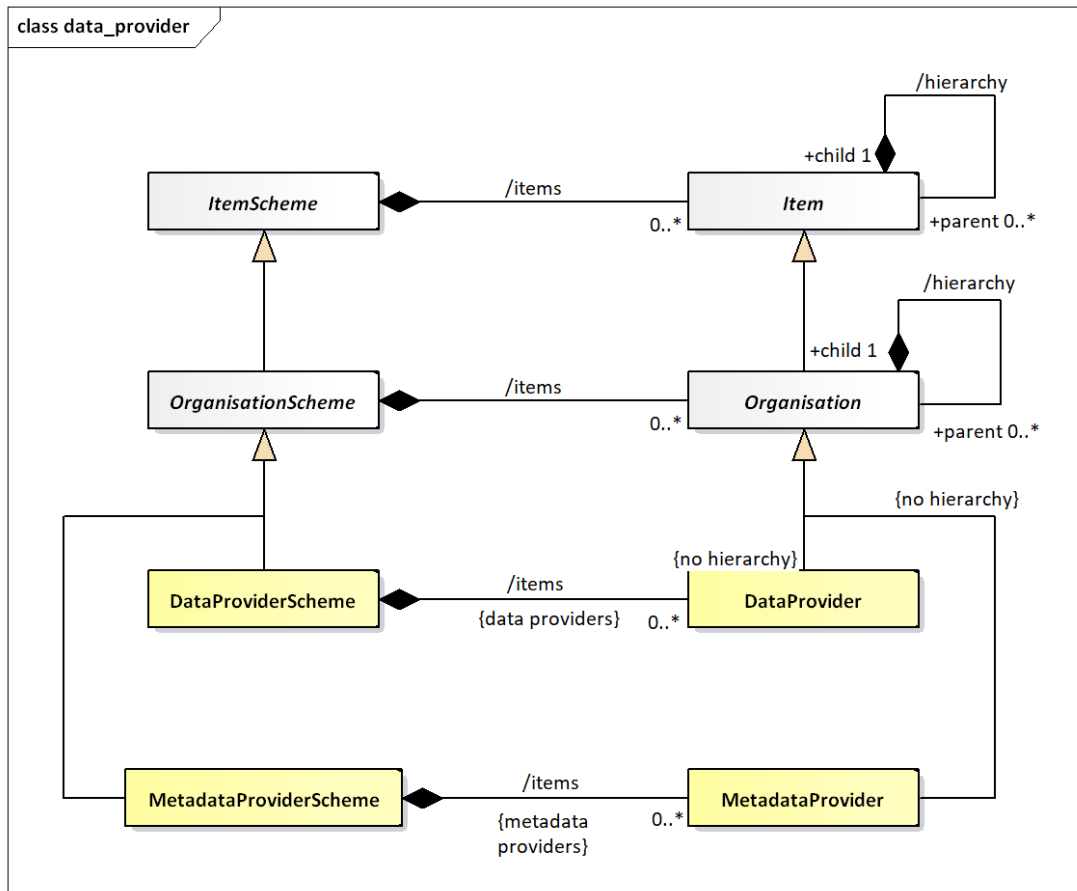 class data_provider
/hierarchy
+child 1
/items
ItemScheme
Item
0..*
+parent 0..*
/hierarchy
+child 1
/items
OrganisationScheme
Organisation
0..*
+parent 0..*
{no hierarchy}
{no hierarchy}
/items
DataProviderScheme
DataProvider
{data providers}
0..*
/items
MetadataProviderScheme
MetadataProvider
0..*
{metadata
providers}